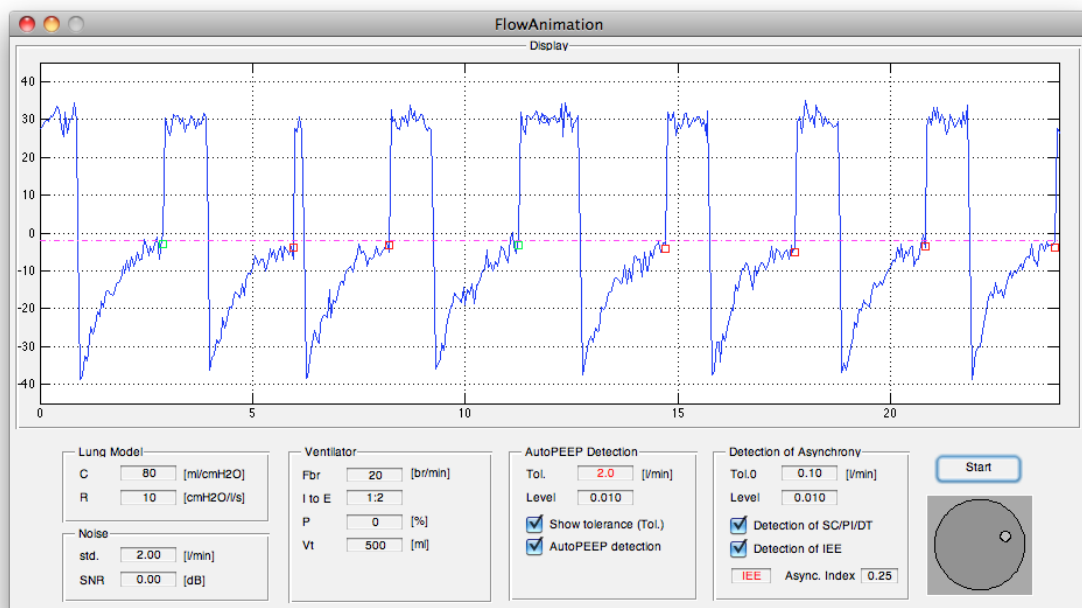 FlowAnimation
Display
40
30
20
10
0
-10
-20
-30
-40
0 5 10 15 20
Lung Model
C 80 [ml/cmH2O]
R 10 [cmH2O/l/s]
Noise
std. 2.00 [l/min]
SNR 0.00 [dB]
Ventilator
Fbr 20 [br/min]
I to E 1:2
P 0 [%]
Vt 500 [ml]
AutoPEEP Detection
Tol. 2.0 [l/min]
Level 0.010
Show tolerance (Tol.)
AutoPEEP detection
Detection of Asynchrony
Tol.0 0.10 [l/min]
Level 0.010
Detection of SC/PI/DT
Detection of IEE
IEE Async. Index 0.25
Start